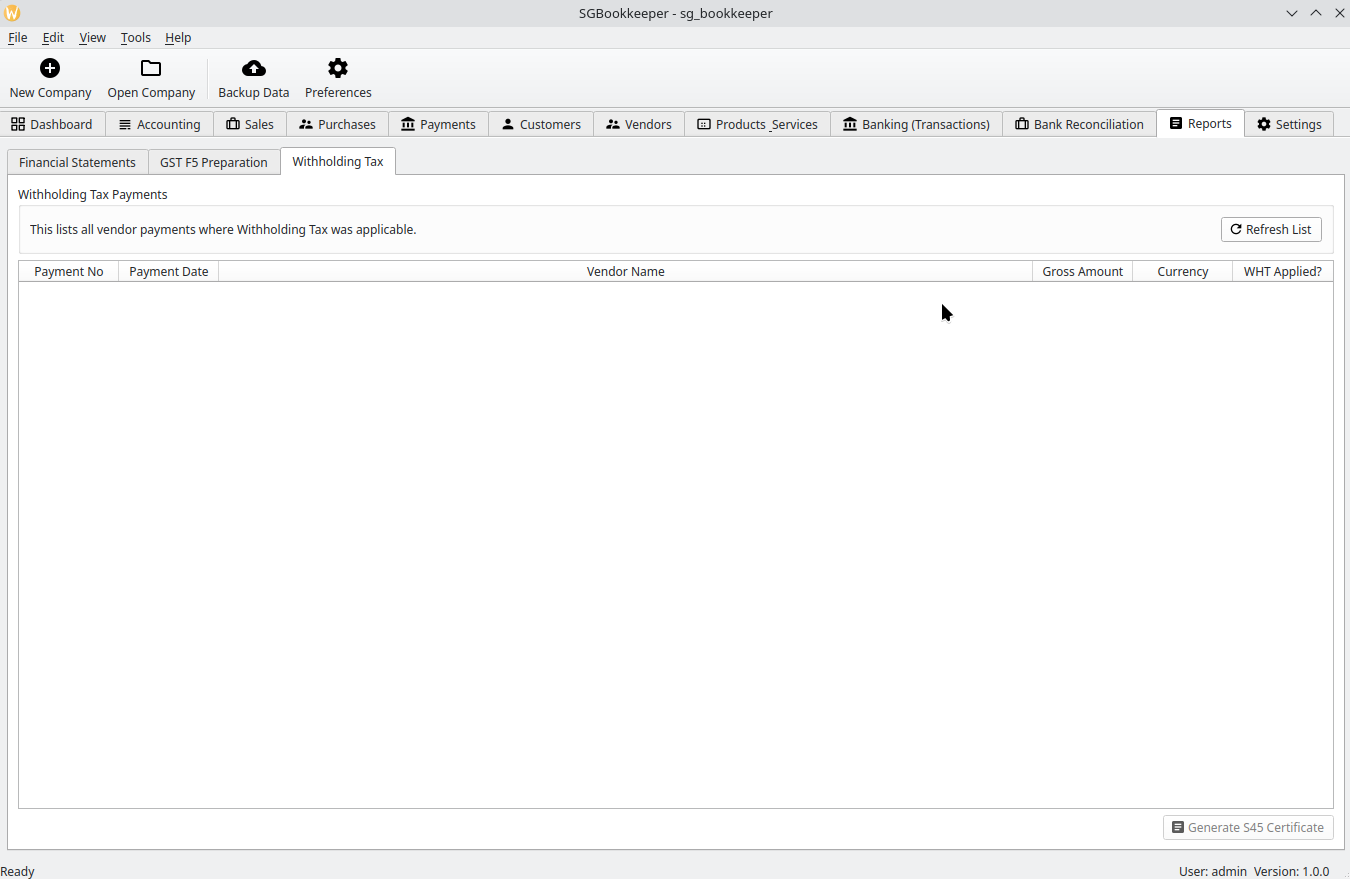 SGBookkeeper - sg_bookkeeper
File Edit View Tools Help
New Company Open Company Backup Data Preferences
Dashboard Accounting Sales Purchases Payments Customers Vendors Products _Services Banking (Transactions) Bank Reconciliation Reports Settings
Financial Statements GST F5 Preparation Withholding Tax
Withholding Tax Payments
This lists all vendor payments where Withholding Tax was applicable. Refresh List
Payment No Payment Date Vendor Name Gross Amount Currency WHT Applied?
Generate S45 Certificate
Ready User: admin Version: 1.0.0